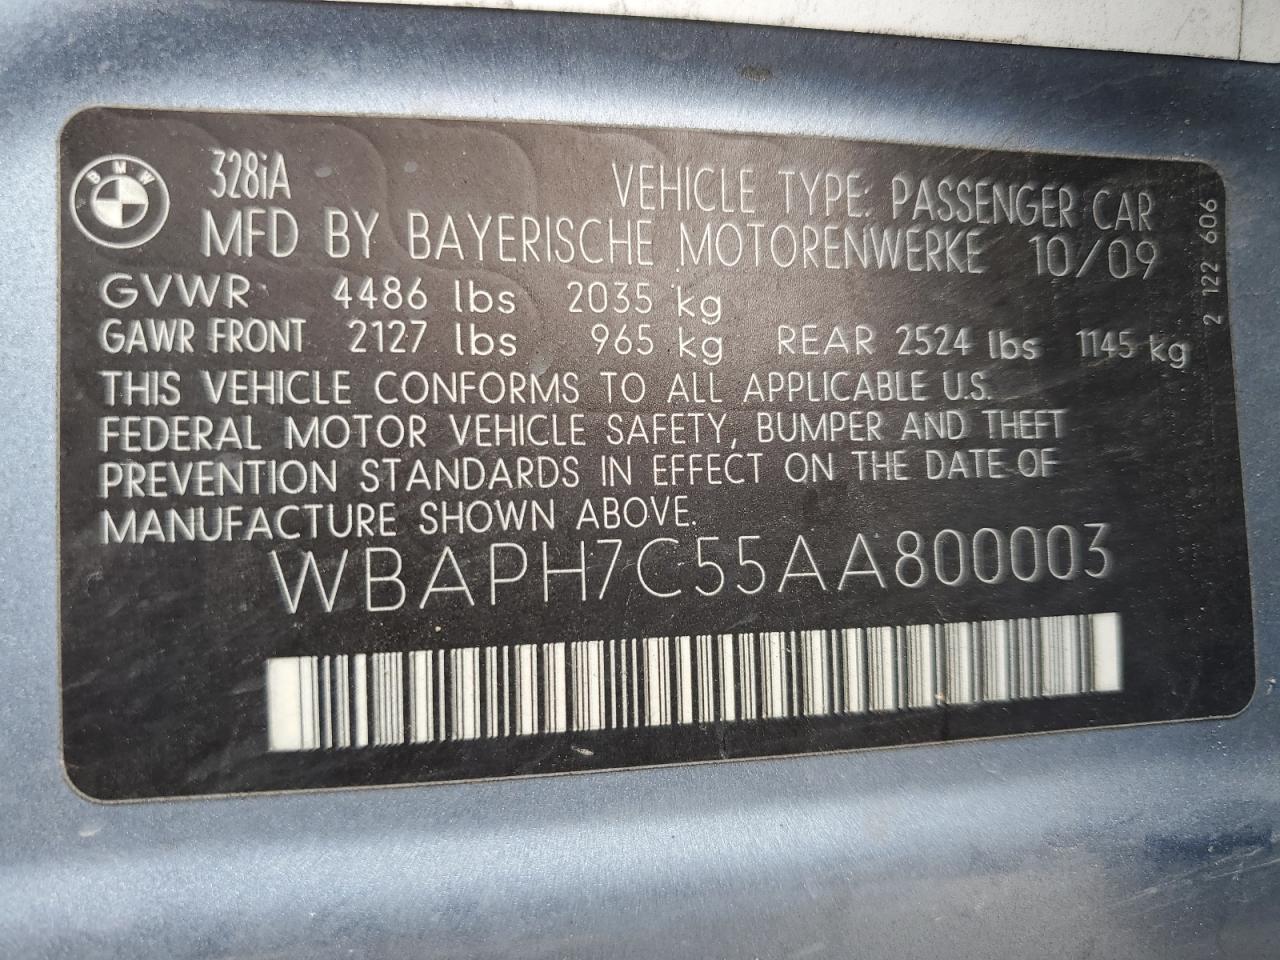 BMW
328iA VEHICLE TYPE: PASSENGER CAR
MFD BY BAYERISCHE MOTORENWERKE 10/09
GVWR 4486 lbs 2035 kg
GAWR FRONT 2127 lbs 965 kg REAR 2524 lbs 1145 kg
THIS VEHICLE CONFORMS TO ALL APPLICABLE U.S.
FEDERAL MOTOR VEHICLE SAFETY, BUMPER AND THEFT
PREVENTION STANDARDS IN EFFECT ON THE DATE OF
MANUFACTURE SHOWN ABOVE.
WBAPH7C55AA800003
2 122 606